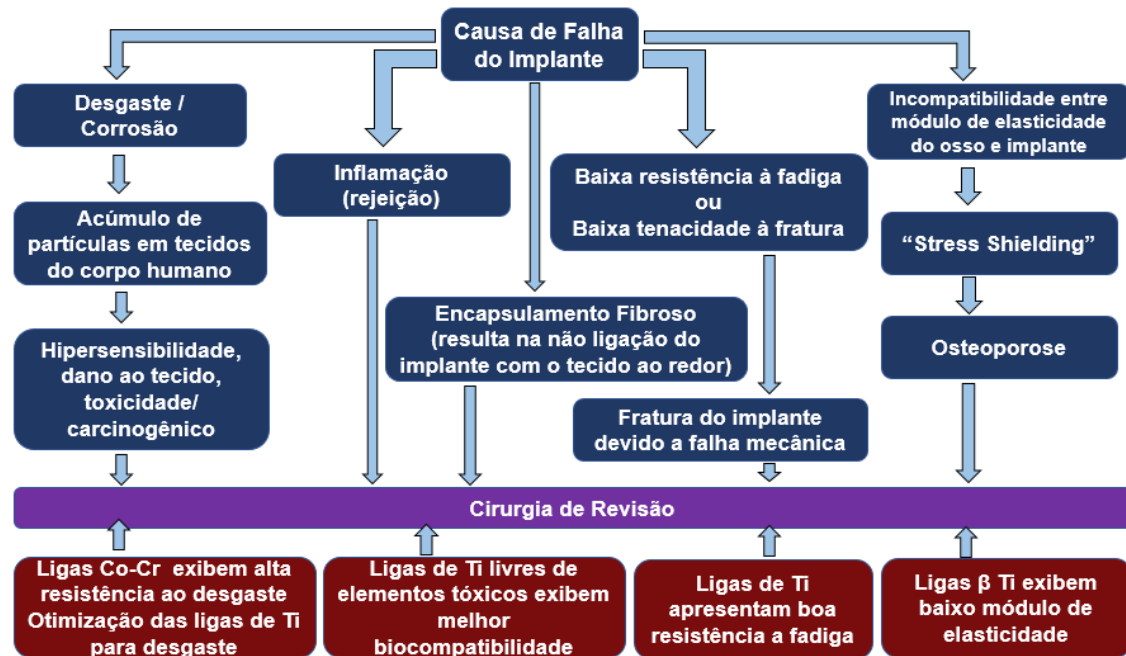 Causa de Falha
do Implante
Desgaste /
Corrosão
Acúmulo de
partículas em tecidos
do corpo humano
Hipersensibilidade,
dano ao tecido,
toxicidade/
carcinogênico
Inflamação
(rejeição)
Encapsulamento Fibroso
(resulta na não ligação do
implante com o tecido ao redor)
Baixa resistência à fadiga
ou
Baixa tenacidade à fratura
Fratura do implante
devido a falha mecânica
Incompatibilidade entre
módulo de elasticidade
do osso e implante
“Stress Shielding”
Osteoporose
Cirurgia de Revisão
Ligas Co-Cr exibem alta
resistência ao desgaste
Otimização das ligas de Ti
para desgaste
Ligas de Ti livres de
elementos tóxicos exibem
melhor
biocompatibilidade
Ligas de Ti
apresentam boa
resistência a fadiga
Ligas β Ti exibem
baixo módulo de
elasticidade